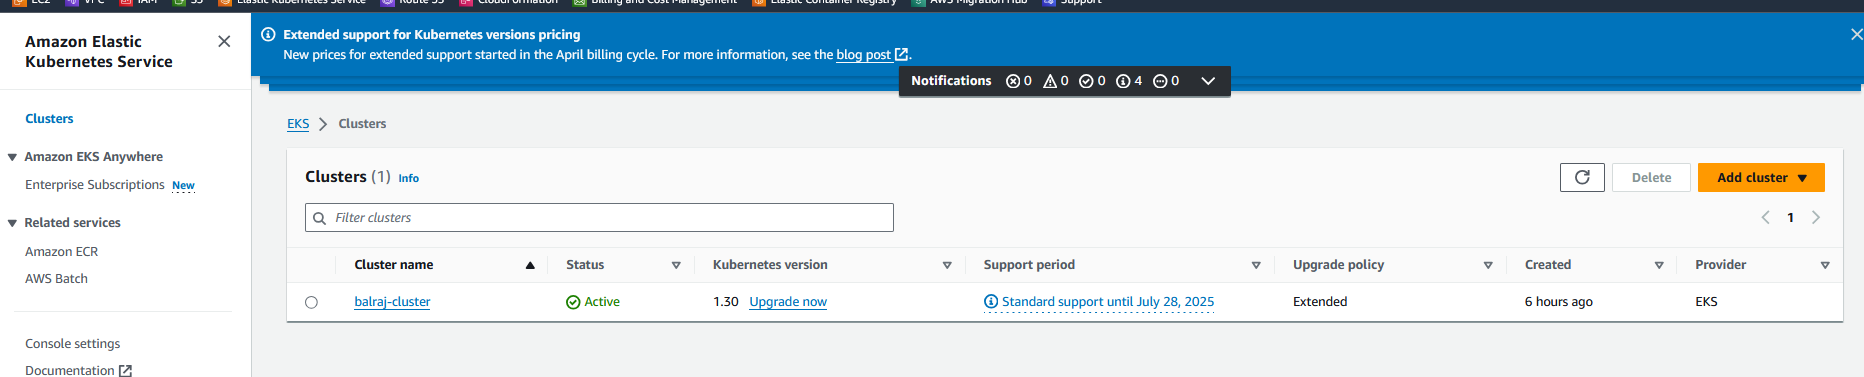 EC2 VPC IAM S3 Elastic Kubernetes Service Route 53 CloudFormation Billing and Cost Management Elastic Container Registry AWS Migration Hub Support
Amazon Elastic
Kubernetes Service
Extended support for Kubernetes versions pricing
New prices for extended support started in the April billing cycle. For more information, see the blog post.
Notifications 0 0 0 4 0
Clusters
EKS Clusters
Amazon EKS Anywhere
Enterprise Subscriptions New
Related services
Amazon ECR
AWS Batch
Console settings
Documentation
Clusters (1) Info
Delete
Add cluster
Filter clusters
1
Cluster name Status Kubernetes version Support period Upgrade policy Created Provider
balraj-cluster Active 1.30 Upgrade now Standard support until July 28, 2025 Extended 6 hours ago EKS